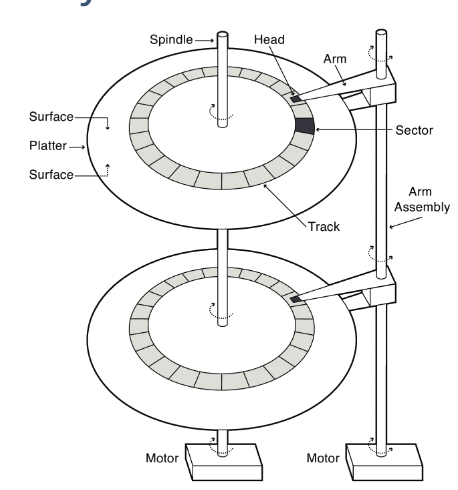 Spindle
Head
Arm
Surface
Platter
Surface
Sector
Arm
Assembly
Track
Motor
Motor